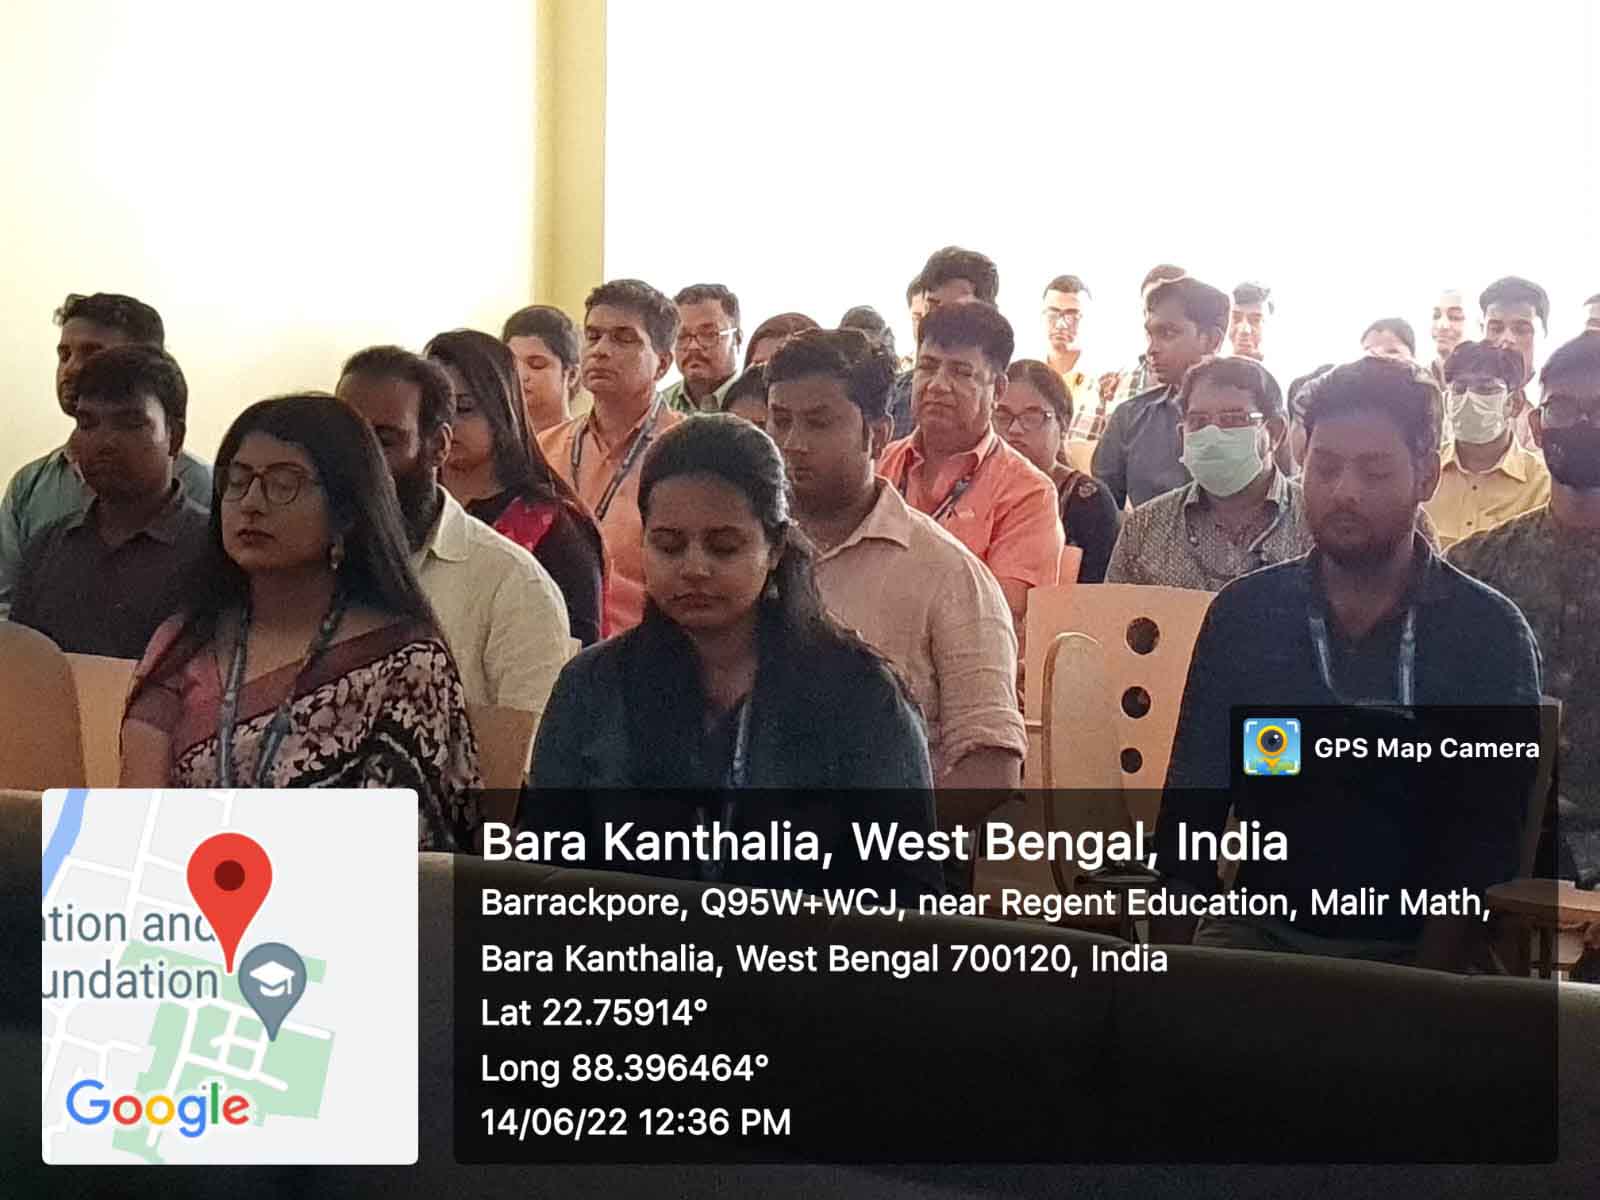 GPS Map Camera
Bara Kanthalia, West Bengal, India
Barrackpore, Q95W+WCJ, near Regent Education, Malir Math,
Bara Kanthalia, West Bengal 700120, India
Lat 22.75914°
Long 88.396464°
14/06/22 12:36 PM
tion and
undation
Google